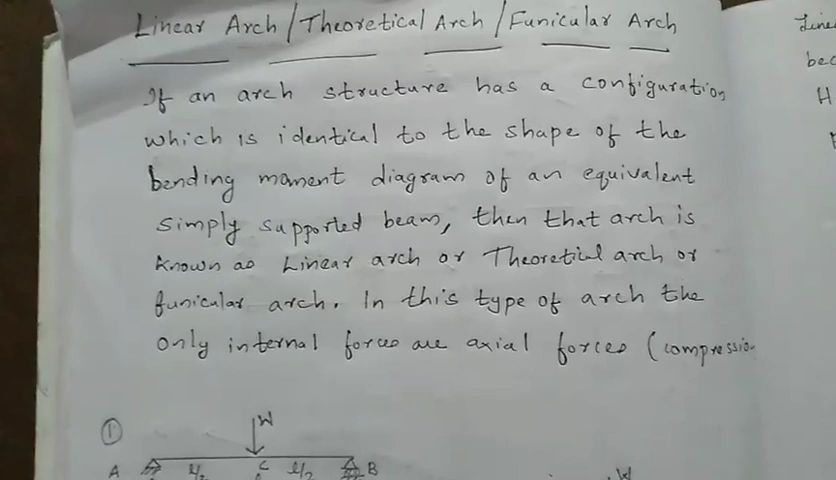 Linear Arch/Theoretical Arch/Funicular Arch
If an arch structure has a configuration
which is identical to the shape of the
bending moment diagram of an equivalent
simply supported beam, then that arch is
known as Linear arch or Theoretical arch or
funicular arch. In this type of arch the
only internal forces are axial forces (compression
① W
A l/2 C l/2 B
W
bec
H